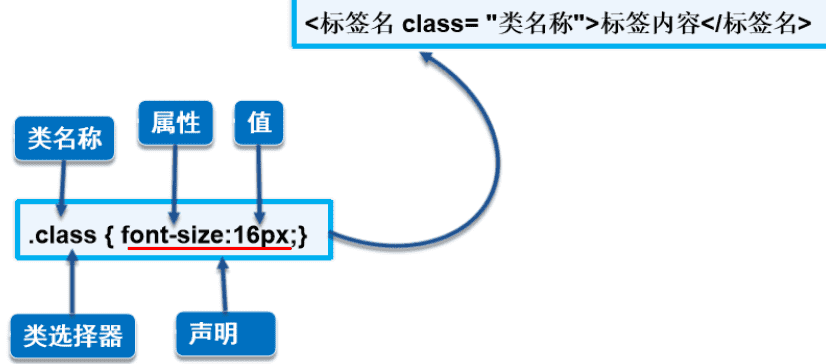 <标签名 class= "类名称">标签内容</标签名>
类名称
属性
值
.class { font-size:16px;}
类选择器
声明